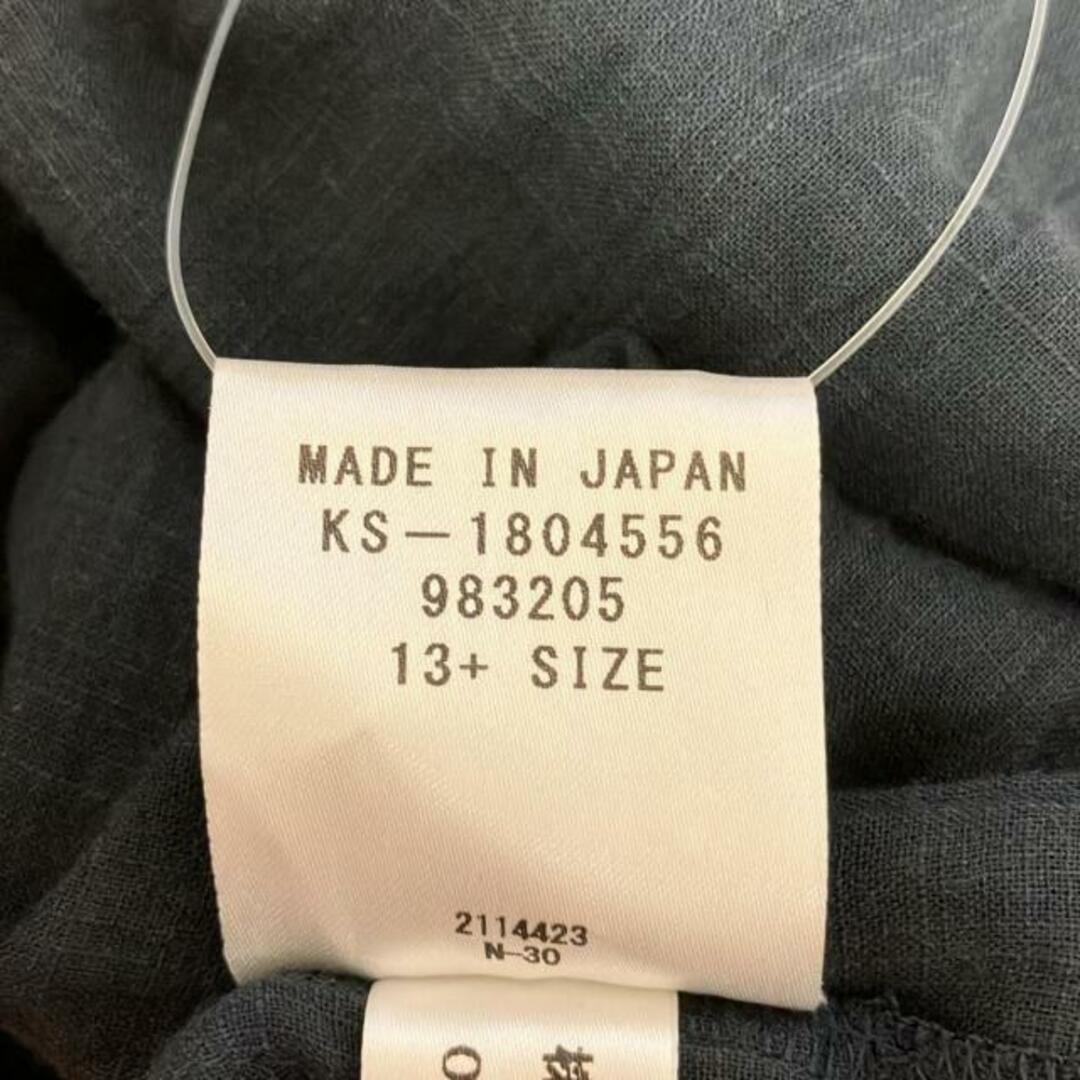 MADE IN JAPAN
KS-1804556
983205
13+ SIZE
2114423
N-30